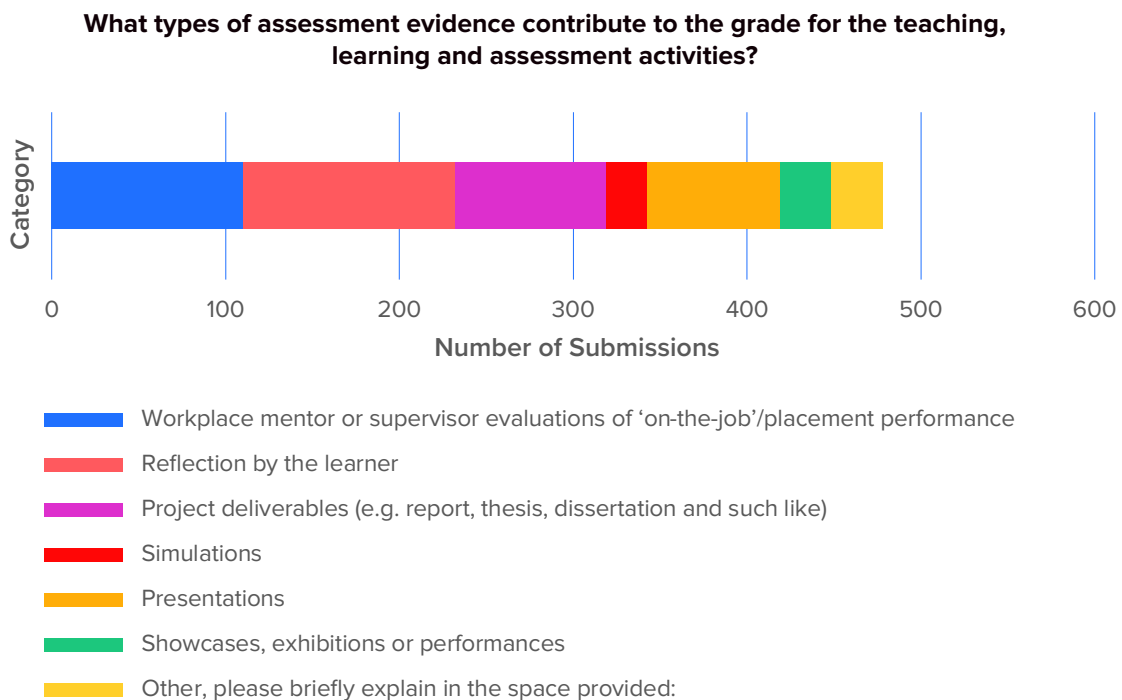 What types of assessment evidence contribute to the grade for the teaching,
learning and assessment activities?
Category
0 100 200 300 400 500 600
Number of Submissions
Workplace mentor or supervisor evaluations of ‘on-the-job’/placement performance
Reflection by the learner
Project deliverables (e.g. report, thesis, dissertation and such like)
Simulations
Presentations
Showcases, exhibitions or performances
Other, please briefly explain in the space provided: